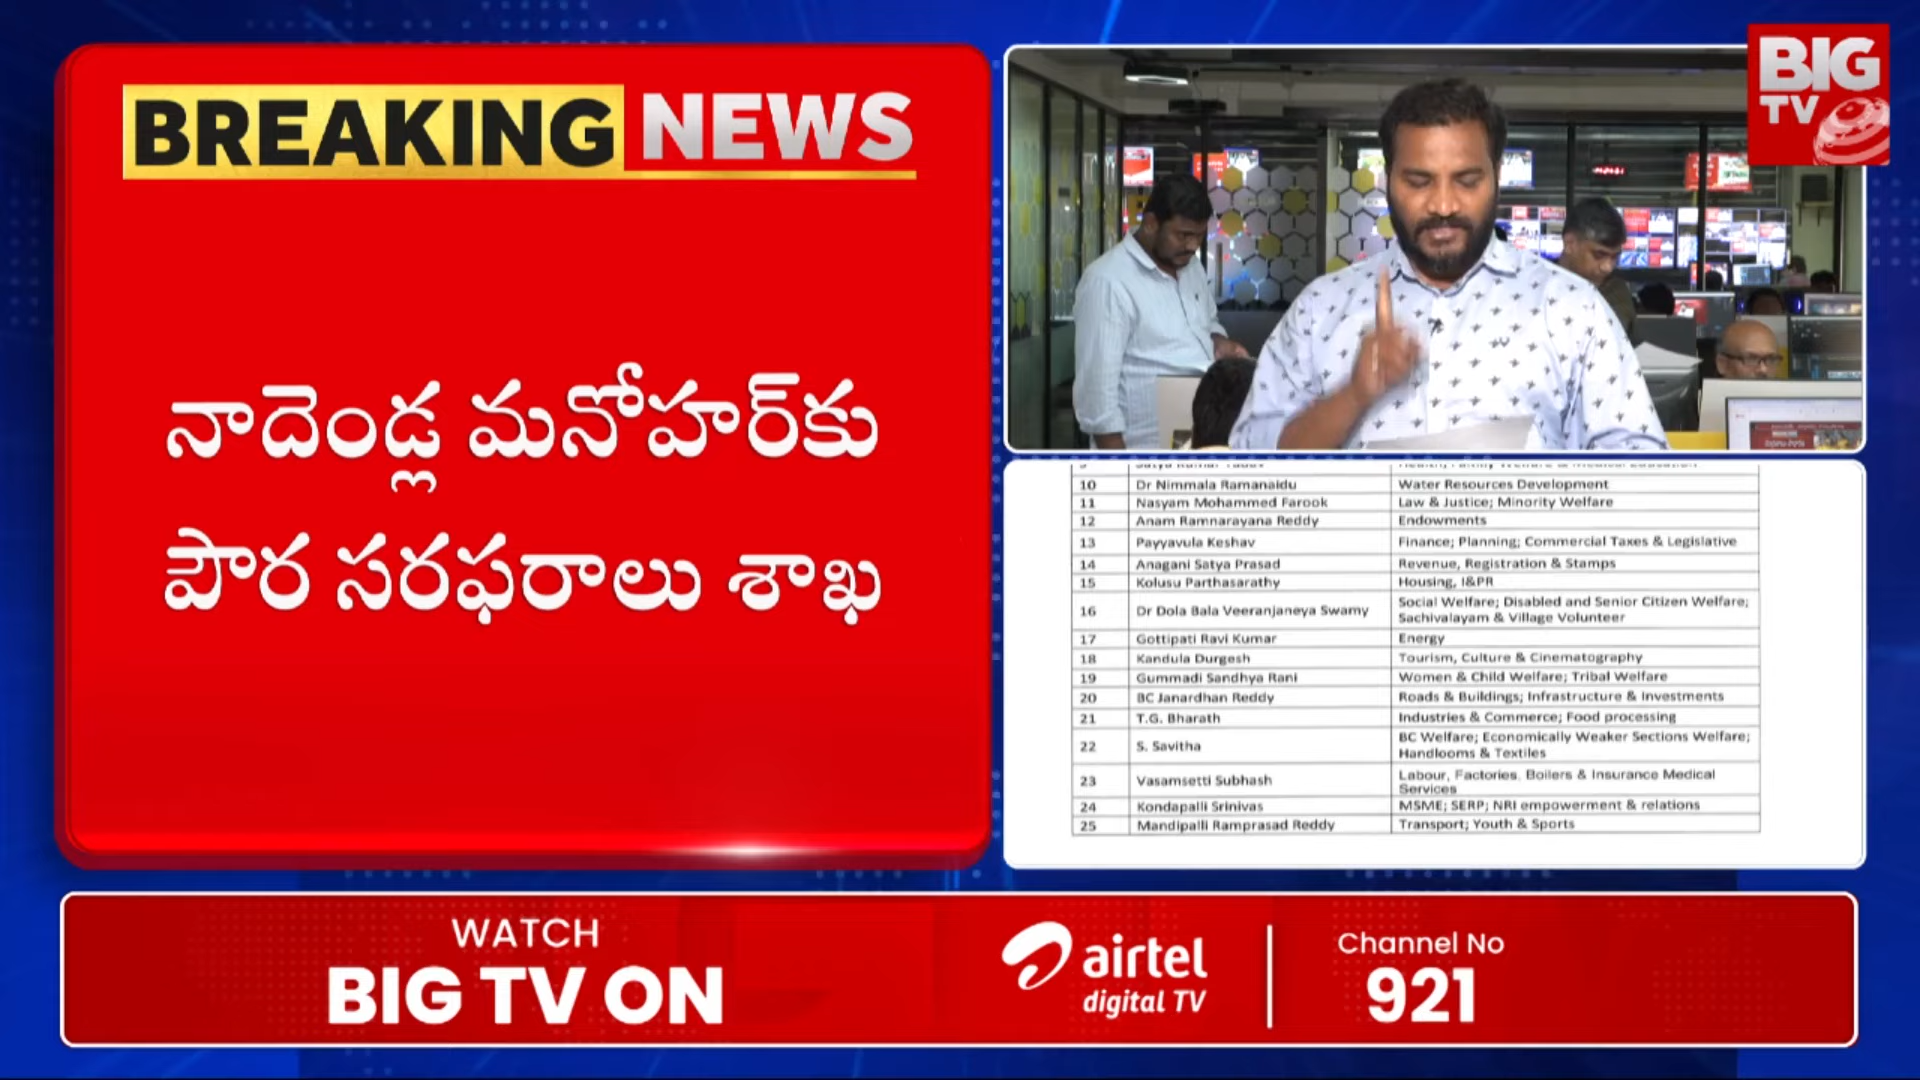 BREAKING NEWS
నాదెండ్ల మనోహర్‌కు
పౌర సరఫరాలు శాఖ
BIG
TV
10 Dr Nimmala Ramanaidu Water Resources Development
11 Nasyam Mohammed Farook Law & Justice; Minority Welfare
12 Anam Ramnarayana Reddy Endowments
13 Payyavula Keshav Finance; Planning; Commercial Taxes & Legislative
14 Anagani Satya Prasad Revenue, Registration & Stamps
15 Kolusu Parthasarathy Housing, I&PR
16 Dr Dola Bala Veeranjaneya Swamy Social Welfare; Disabled and Senior Citizen Welfare;
Sachivalayam & Village Volunteer
17 Gottipati Ravi Kumar Energy
18 Kandula Durgesh Tourism, Culture & Cinematography
19 Gummadi Sandhya Rani Women & Child Welfare; Tribal Welfare
20 BC Janardhan Reddy Roads & Buildings; Infrastructure & Investments
21 T.G. Bharath Industries & Commerce; Food processing
22 S. Savitha BC Welfare; Economically Weaker Sections Welfare;
Handlooms & Textiles
23 Vasamsetti Subhash Labour, Factories, Boilers & Insurance Medical
Services
24 Kondapalli Srinivas MSME; SERP; NRI empowerment & relations
25 Mandipalli Ramprasad Reddy Transport; Youth & Sports
WATCH
BIG TV ON
airtel
digital TV
Channel No
921